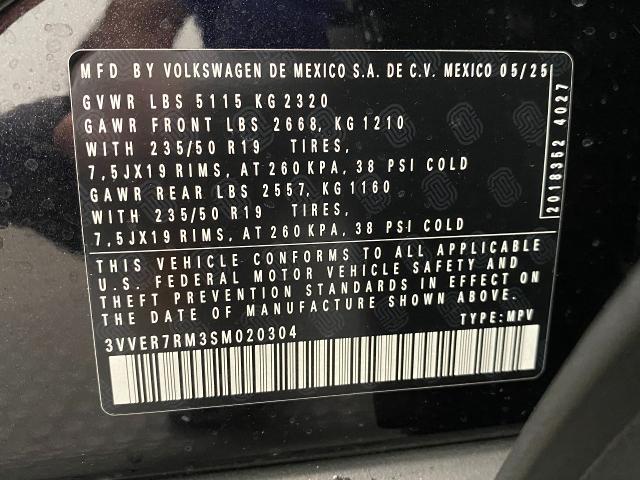 MFD BY VOLKSWAGEN DE MEXICO S.A. DE C.V. MEXICO 05/25
GVWR LBS 5115 KG 2320
GAWR FRONT LBS 2668, KG 1210
WITH 235/50 R19 TIRES,
7,5JX19 RIMS, AT 260 KPA, 38 PSI COLD
GAWR REAR LBS 2557, KG 1160
WITH 235/50 R19 TIRES,
7,5JX19 RIMS, AT 260 KPA, 38 PSI COLD
2018352 4027
THIS VEHICLE CONFORMS TO ALL APPLICABLE
U.S. FEDERAL MOTOR VEHICLE SAFETY AND
THEFT PREVENTION STANDARDS IN EFFECT ON
THE DATE OF MANUFACTURE SHOWN ABOVE.
3VVER7RM3SM020304 TYPE: MPV